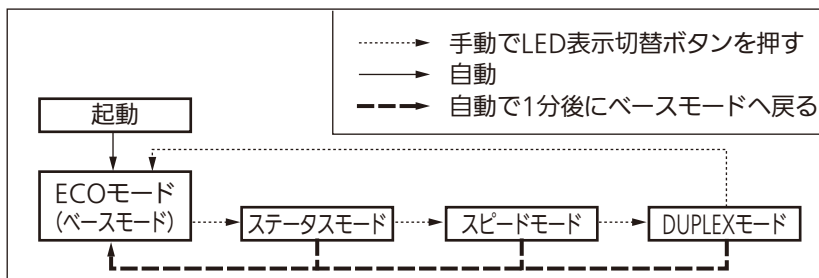 手動でLED表示切替ボタンを押す
自動
自動で1分後にベースモードへ戻る
起動
ECOモード
(ベースモード)
ステータスモード
スピードモード
DUPLEXモード